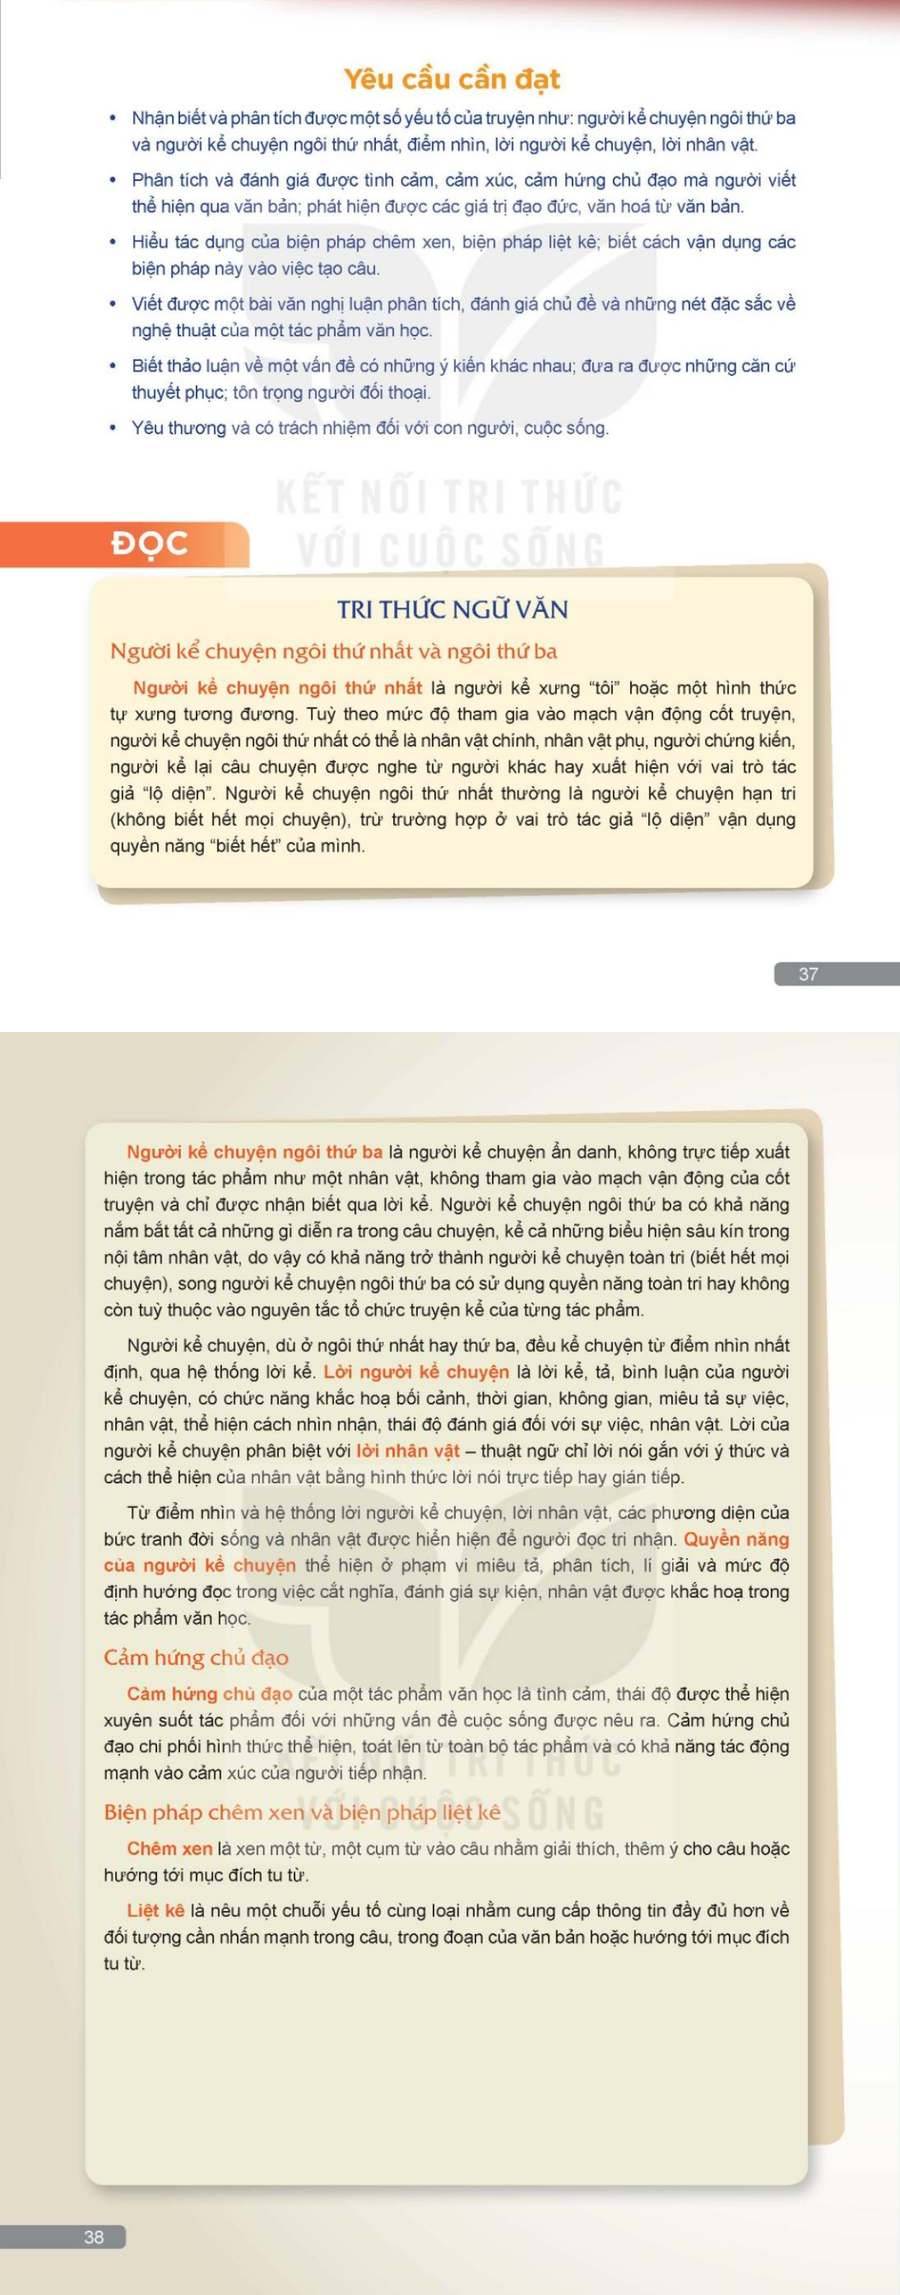 Yêu cầu cần đạt
• Nhận biết và phân tích được một số yếu tố của truyện như: người kể chuyện ngôi thứ ba
và người kể chuyện ngôi thứ nhất, điểm nhìn, lời người kể chuyện, lời nhân vật.
• Phân tích và đánh giá được tình cảm, cảm xúc, cảm hứng chủ đạo mà người viết
thể hiện qua văn bản; phát hiện được các giá trị đạo đức, văn hoá từ văn bản.
• Hiểu tác dụng của biện pháp chêm xen, biện pháp liệt kê; biết cách vận dụng các
biện pháp này vào việc tạo câu.
• Viết được một bài văn nghị luận phân tích, đánh giá chủ đề và những nét đặc sắc về
nghệ thuật của một tác phẩm văn học.
• Biết thảo luận về một vấn đề có những ý kiến khác nhau; đưa ra được những căn cứ
thuyết phục; tôn trọng người đối thoại.
• Yêu thương và có trách nhiệm đối với con người, cuộc sống.
KẾT NỐI TRI THỨC
VỚI CUỘC SỐNG
ĐỌC
TRI THỨC NGỮ VĂN
Người kể chuyện ngôi thứ nhất và ngôi thứ ba
Người kể chuyện ngôi thứ nhất là người kể xưng “tôi” hoặc một hình thức
tự xưng tương đương. Tuỳ theo mức độ tham gia vào mạch vận động cốt truyện,
người kể chuyện ngôi thứ nhất có thể là nhân vật chính, nhân vật phụ, người chứng kiến,
người kể lại câu chuyện được nghe từ người khác hay xuất hiện với vai trò tác
giả “lộ diện”. Người kể chuyện ngôi thứ nhất thường là người kể chuyện hạn tri
(không biết hết mọi chuyện), trừ trường hợp ở vai trò tác giả “lộ diện” vận dụng
quyền năng “biết hết” của mình.
37
Người kể chuyện ngôi thứ ba là người kể chuyện ẩn danh, không trực tiếp xuất
hiện trong tác phẩm như một nhân vật, không tham gia vào mạch vận động của cốt
truyện và chỉ được nhận biết qua lời kể. Người kể chuyện ngôi thứ ba có khả năng
nắm bắt tất cả những gì diễn ra trong câu chuyện, kể cả những biểu hiện sâu kín trong
nội tâm nhân vật, do vậy có khả năng trở thành người kể chuyện toàn tri (biết hết mọi
chuyện), song người kể chuyện ngôi thứ ba có sử dụng quyền năng toàn tri hay không
còn tuỳ thuộc vào nguyên tắc tổ chức truyện kể của từng tác phẩm.
Người kể chuyện, dù ở ngôi thứ nhất hay thứ ba, đều kể chuyện từ điểm nhìn nhất
định, qua hệ thống lời kể. Lời người kể chuyện là lời kể, tả, bình luận của người
kể chuyện, có chức năng khắc hoạ bối cảnh, thời gian, không gian, miêu tả sự việc,
nhân vật, thể hiện cách nhìn nhận, thái độ đánh giá đối với sự việc, nhân vật. Lời của
người kể chuyện phân biệt với lời nhân vật – thuật ngữ chỉ lời nói gắn với ý thức và
cách thể hiện của nhân vật bằng hình thức lời nói trực tiếp hay gián tiếp.
Từ điểm nhìn và hệ thống lời người kể chuyện, lời nhân vật, các phương diện của
bức tranh đời sống và nhân vật được hiển hiện để người đọc tri nhận. Quyền năng
của người kể chuyện thể hiện ở phạm vi miêu tả, phân tích, lí giải và mức độ
định hướng đọc trong việc cắt nghĩa, đánh giá sự kiện, nhân vật được khắc hoạ trong
tác phẩm văn học.
Cảm hứng chủ đạo
Cảm hứng chủ đạo của một tác phẩm văn học là tình cảm, thái độ được thể hiện
xuyên suốt tác phẩm đối với những vấn đề cuộc sống được nêu ra. Cảm hứng chủ
đạo chi phối hình thức thể hiện, toát lên từ toàn bộ tác phẩm và có khả năng tác động
mạnh vào cảm xúc của người tiếp nhận.
KẾT NỐI TRI THỨC
Biện pháp chêm xen và biện pháp liệt kê
VỚI CUỘC SỐNG
Chêm xen là xen một từ, một cụm từ vào câu nhằm giải thích, thêm ý cho câu hoặc
hướng tới mục đích tu từ.
Liệt kê là nêu một chuỗi yếu tố cùng loại nhằm cung cấp thông tin đầy đủ hơn về
đối tượng cần nhấn mạnh trong câu, trong đoạn của văn bản hoặc hướng tới mục đích
tu từ.
38